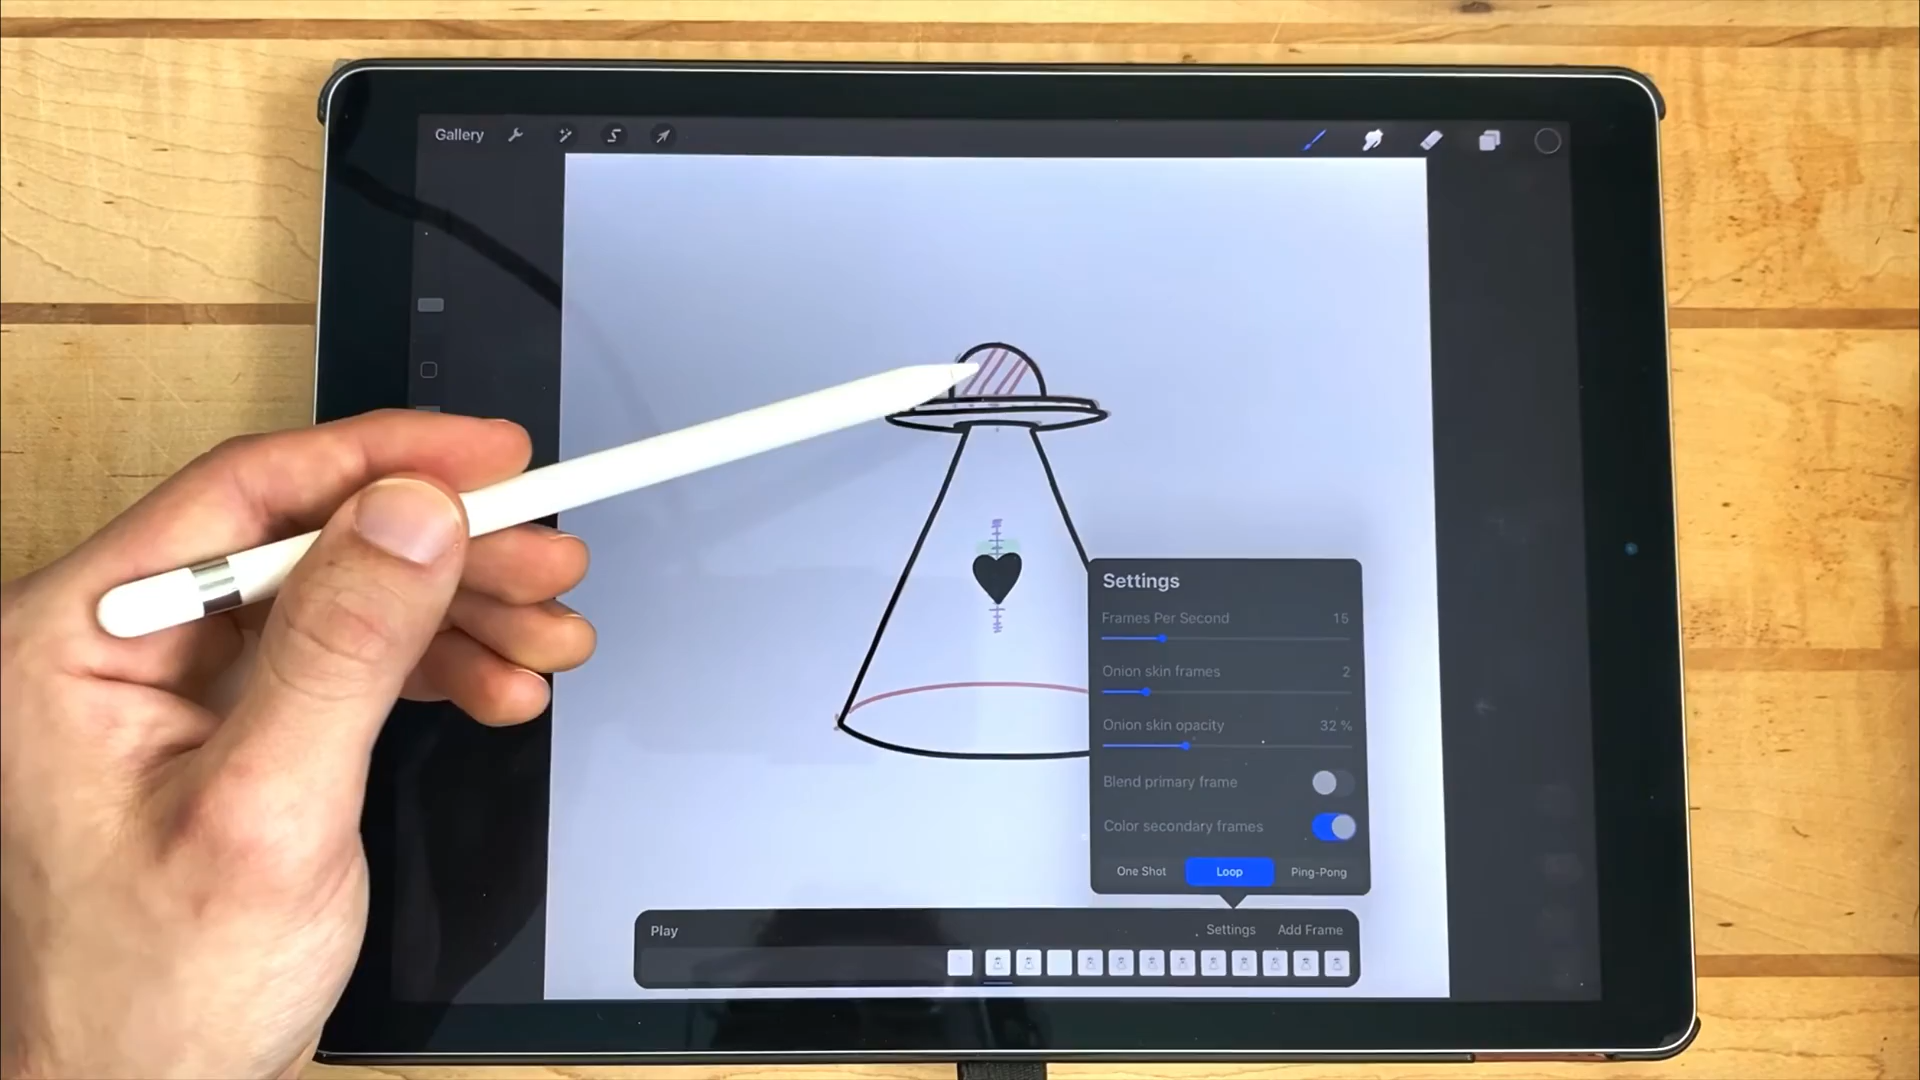 Gallery
Settings
Frames Per Second 15
Onion skin frames 2
Onion skin opacity 32 %
Blend primary frame
Color secondary frames
One Shot Loop Ping-Pong
Play Settings Add Frame